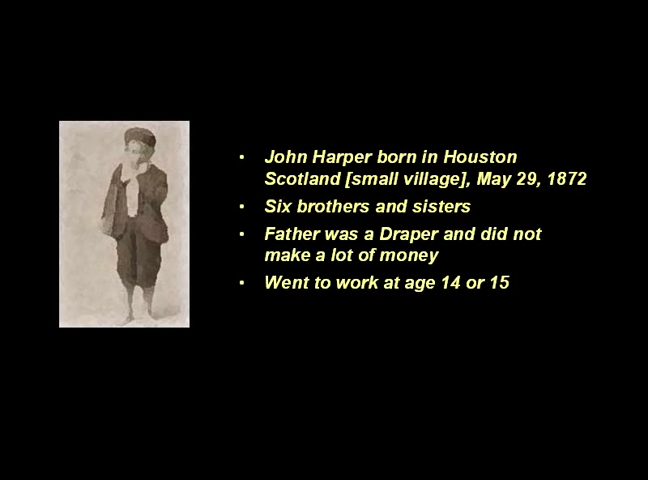 • John Harper born in Houston
Scotland [small village], May 29, 1872
• Six brothers and sisters
• Father was a Draper and did not
make a lot of money
• Went to work at age 14 or 15